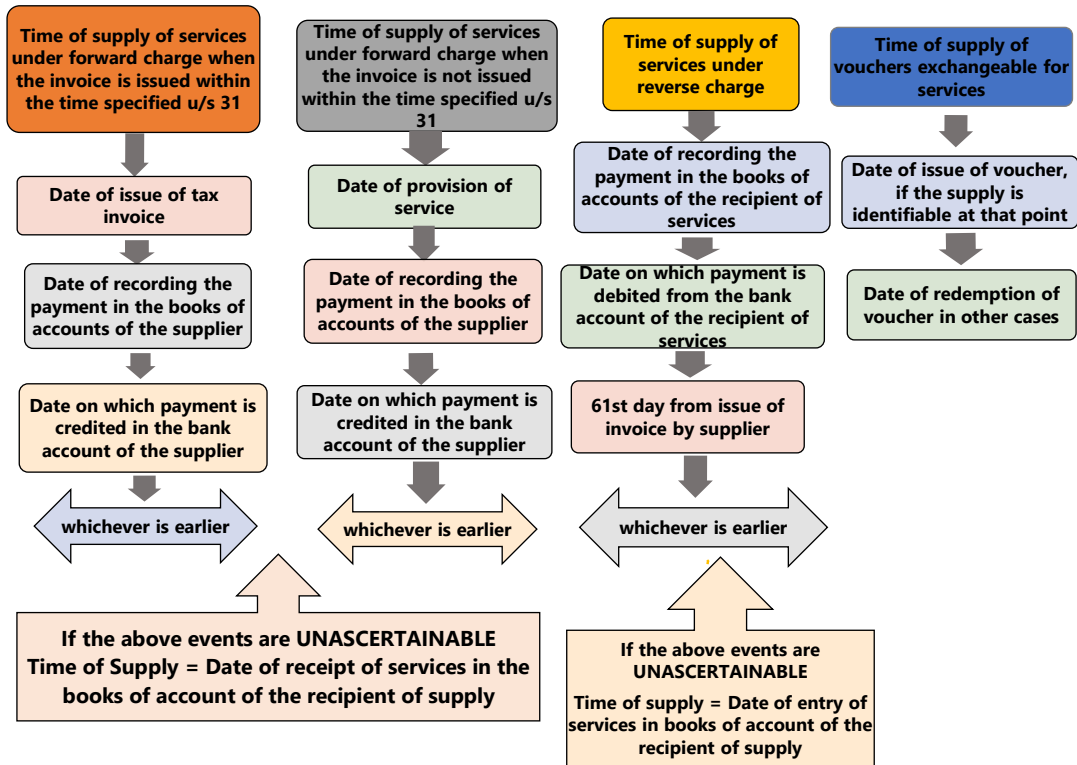 Time of supply of services
under forward charge when
the invoice is issued within
the time specified u/s 31
Date of issue of tax
invoice
Date of recording the
payment in the books of
accounts of the supplier
Date on which payment is
credited in the bank
account of the supplier
whichever is earlier
Time of supply of services
under forward charge when
the invoice is not issued
within the time specified u/s
31
Date of provision of
service
Date of recording the
payment in the books of
accounts of the supplier
Date on which payment is
credited in the bank
account of the supplier
whichever is earlier
If the above events are UNASCERTAINABLE
Time of Supply = Date of receipt of services in the
books of account of the recipient of supply
Time of supply of
services under
reverse charge
Date of recording the
payment in the books of
accounts of the recipient of
services
Date on which payment is
debited from the bank
account of the recipient of
services
61st day from issue of
invoice by supplier
whichever is earlier
If the above events are
UNASCERTAINABLE
Time of supply = Date of entry of
services in books of account of the
recipient of supply
Time of supply of
vouchers exchangeable for
services
Date of issue of voucher,
if the supply is
identifiable at that point
Date of redemption of
voucher in other cases